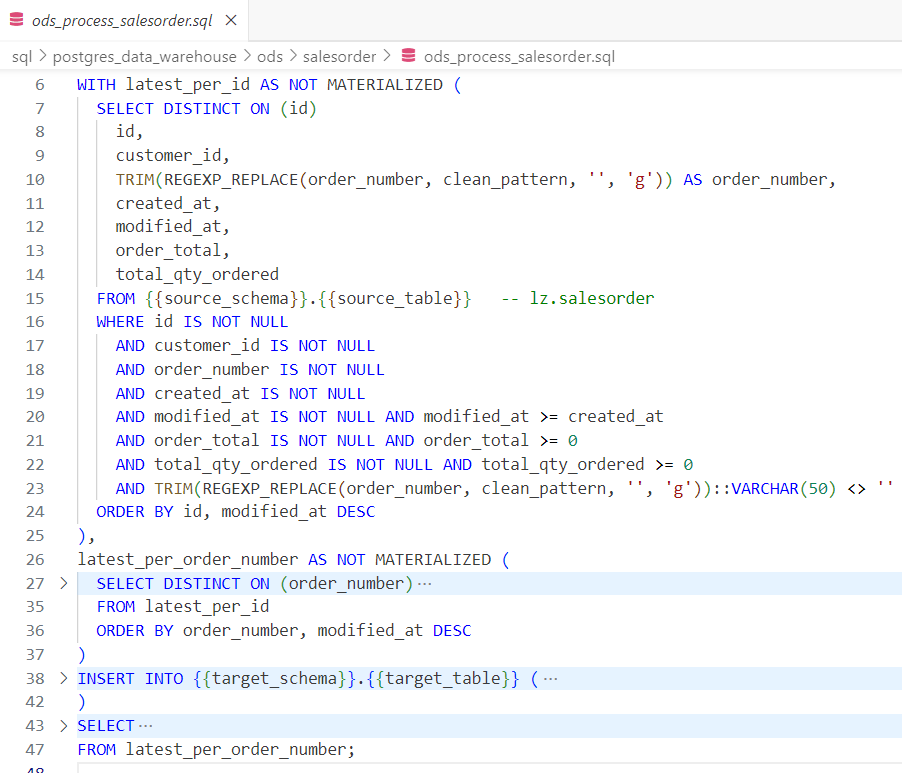 ods_process_salesorder.sql ×
sql > postgres_data_warehouse > ods > salesorder > ods_process_salesorder.sql
6 WITH latest_per_id AS NOT MATERIALIZED (
7 SELECT DISTINCT ON (id)
8 id,
9 customer_id,
10 TRIM(REGEXP_REPLACE(order_number, clean_pattern, '', 'g')) AS order_number,
11 created_at,
12 modified_at,
13 order_total,
14 total_qty_ordered
15 FROM {{source_schema}}.{{source_table}} -- lz.salesorder
16 WHERE id IS NOT NULL
17 AND customer_id IS NOT NULL
18 AND order_number IS NOT NULL
19 AND created_at IS NOT NULL
20 AND modified_at IS NOT NULL AND modified_at >= created_at
21 AND order_total IS NOT NULL AND order_total >= 0
22 AND total_qty_ordered IS NOT NULL AND total_qty_ordered >= 0
23 AND TRIM(REGEXP_REPLACE(order_number, clean_pattern, '', 'g'))::VARCHAR(50) <> ''
24 ORDER BY id, modified_at DESC
25 ),
26 latest_per_order_number AS NOT MATERIALIZED (
27 > SELECT DISTINCT ON (order_number) ···
35 FROM latest_per_id
36 ORDER BY order_number, modified_at DESC
37 )
38 > INSERT INTO {{target_schema}}.{{target_table}} ( ···
42 )
43 > SELECT ···
47 FROM latest_per_order_number;
48